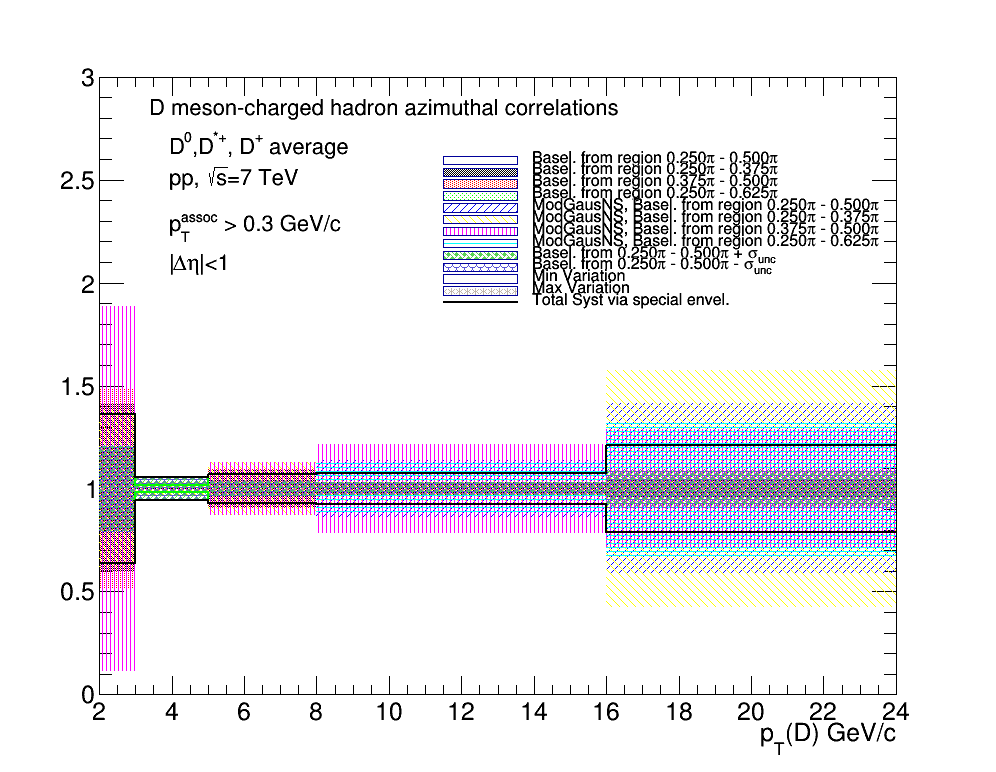 D meson-charged hadron azimuthal correlations
D0,D*+, D+ average
pp, √s=7 TeV
pTassoc > 0.3 GeV/c
|Δη|<1
Basel. from region 0.250π - 0.500π
Basel. from region 0.250π - 0.375π
Basel. from region 0.375π - 0.500π
Basel. from region 0.250π - 0.625π
ModGausNS, Basel. from region 0.250π - 0.500π
ModGausNS, Basel. from region 0.250π - 0.375π
ModGausNS, Basel. from region 0.375π - 0.500π
ModGausNS, Basel. from region 0.250π - 0.625π
Basel. from 0.250π - 0.500π + σunc
Basel. from 0.250π - 0.500π - σunc
Min Variation
Max Variation
Total Syst via special envel.
3
2.5
2
1.5
1
0.5
0
2 4 6 8 10 12 14 16 18 20 22 24
pT(D) GeV/c